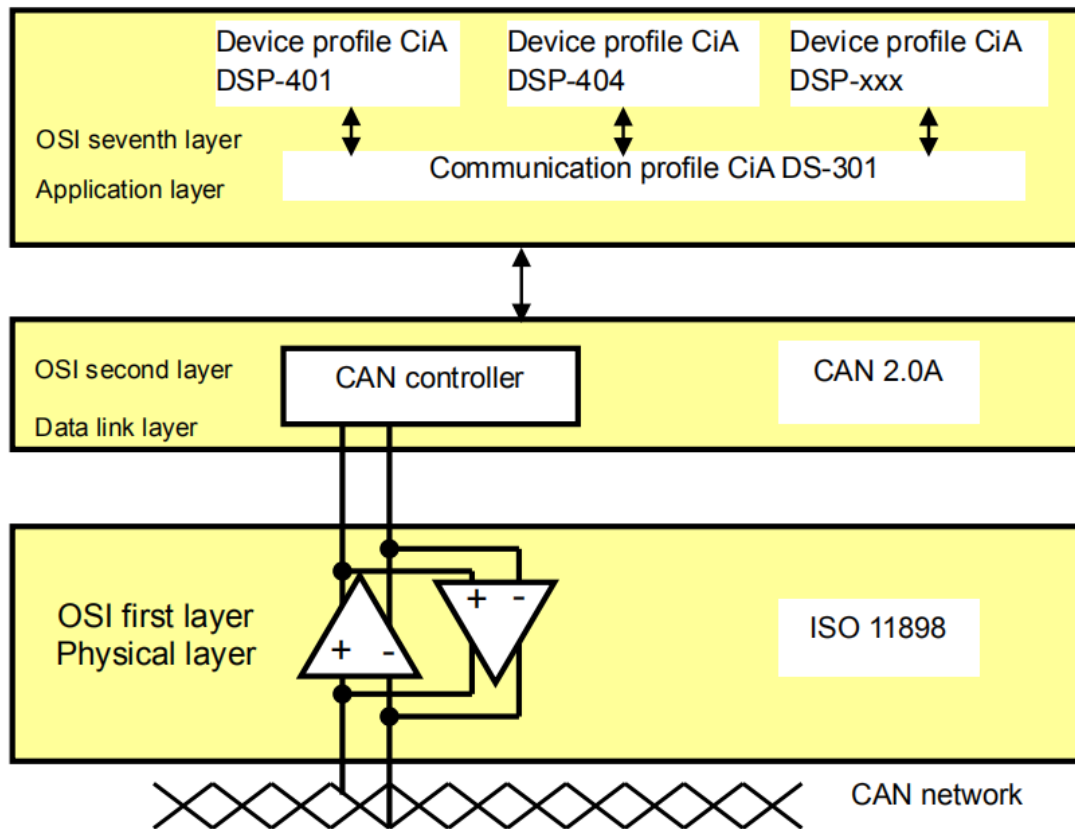 Device profile CiA
DSP-401
Device profile CiA
DSP-404
Device profile CiA
DSP-xxx
OSI seventh layer
Application layer
Communication profile CiA DS-301
OSI second layer
Data link layer
CAN controller
CAN 2.0A
OSI first layer
Physical layer
+ -
+ -
ISO 11898
CAN network